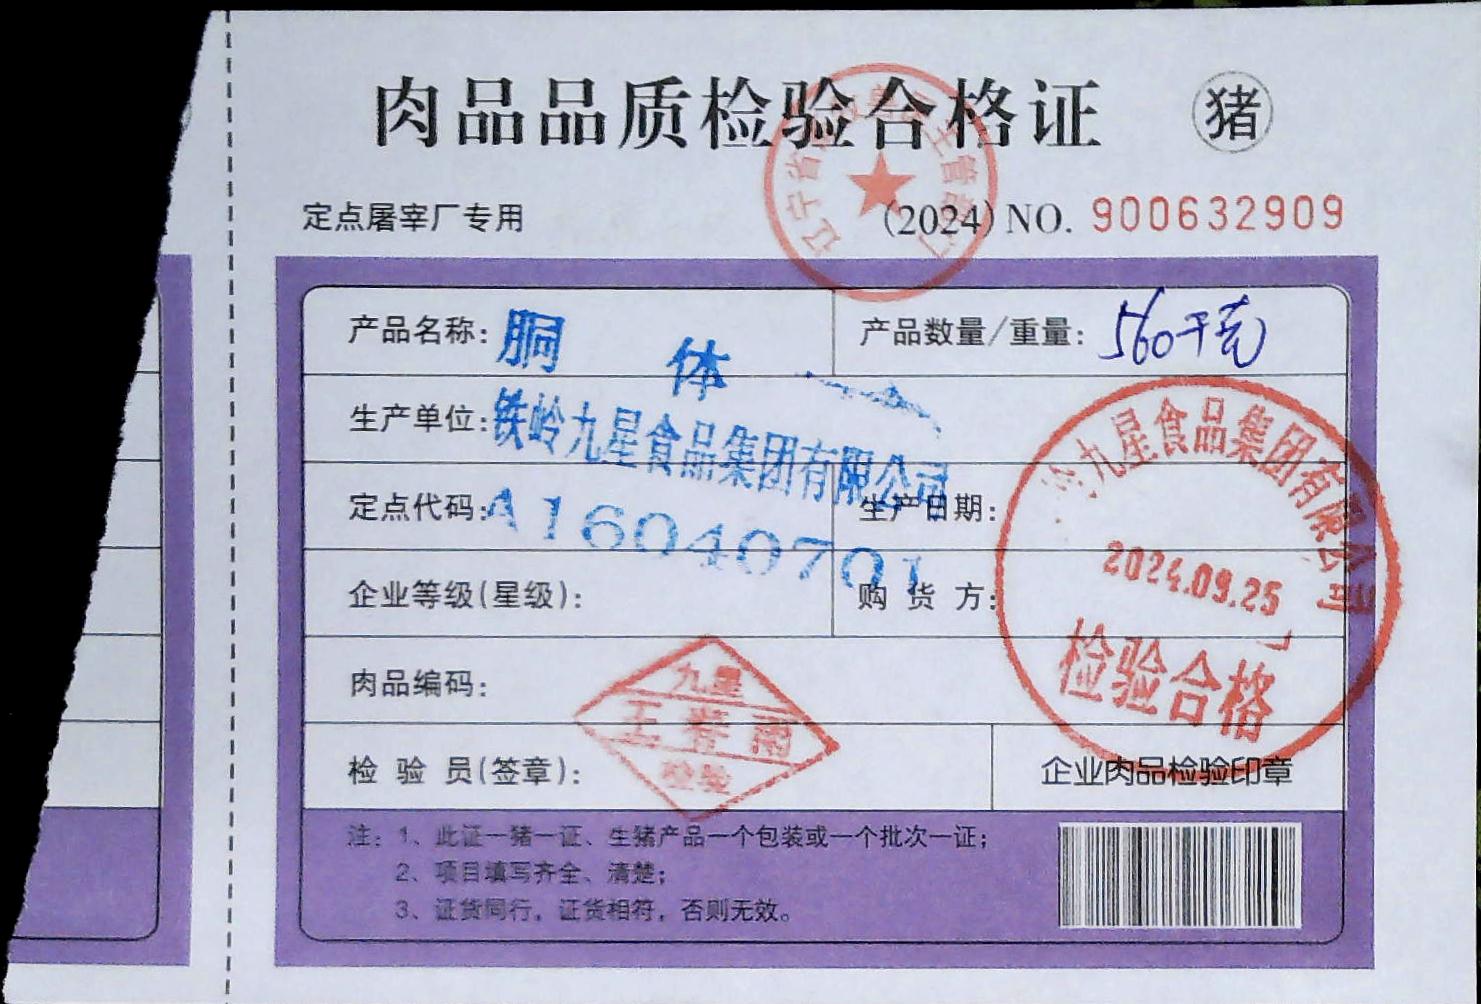 肉品品质检验合格证 猪
定点屠宰厂专用 (2024) NO. 900632909
产品名称: 胴体 产品数量/重量: 560千克
生产单位: 铁岭九星食品集团有限公司
定点代码: A16040701 生产日期:
企业等级(星级): 购货方:
肉品编码:
检验员(签章): 企业肉品检验印章
九星
检验
岭九星食品集团有限公司
2024.09.25
检验合格
注: 1、此证一猪一证、生猪产品一个包装或一个批次一证;
2、项目填写齐全、清楚;
3、证货同行, 证货相符, 否则无效。